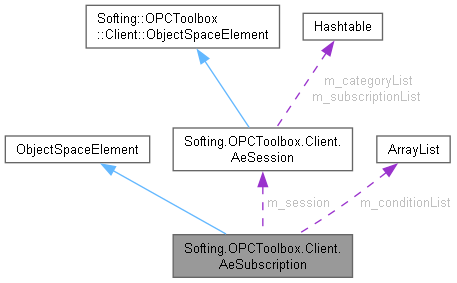 Softing::OPCToolbox
::Client::ObjectSpaceElement
Hashtable
m_categoryList
m_subscriptionList
ObjectSpaceElement
Softing.OPCToolbox.Client.
AeSession
ArrayList
m_session
m_conditionList
Softing.OPCToolbox.Client.
AeSubscription